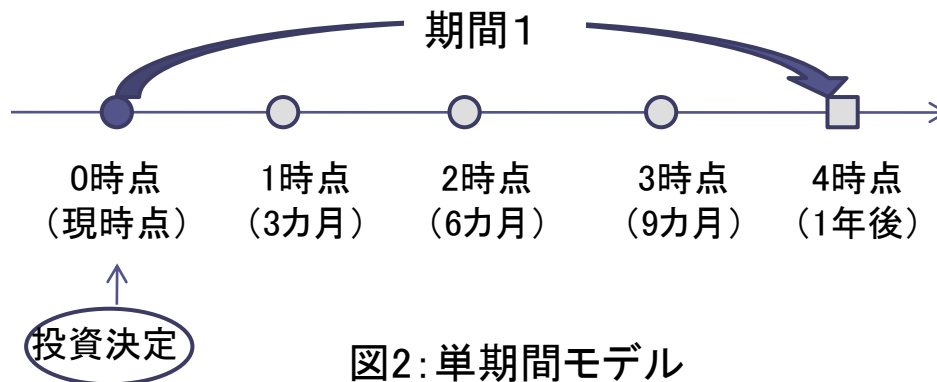 期間1
0時点
(現時点)
1時点
(3カ月)
2時点
(6カ月)
3時点
(9カ月)
4時点
(1年後)
投資決定
図2:単期間モデル